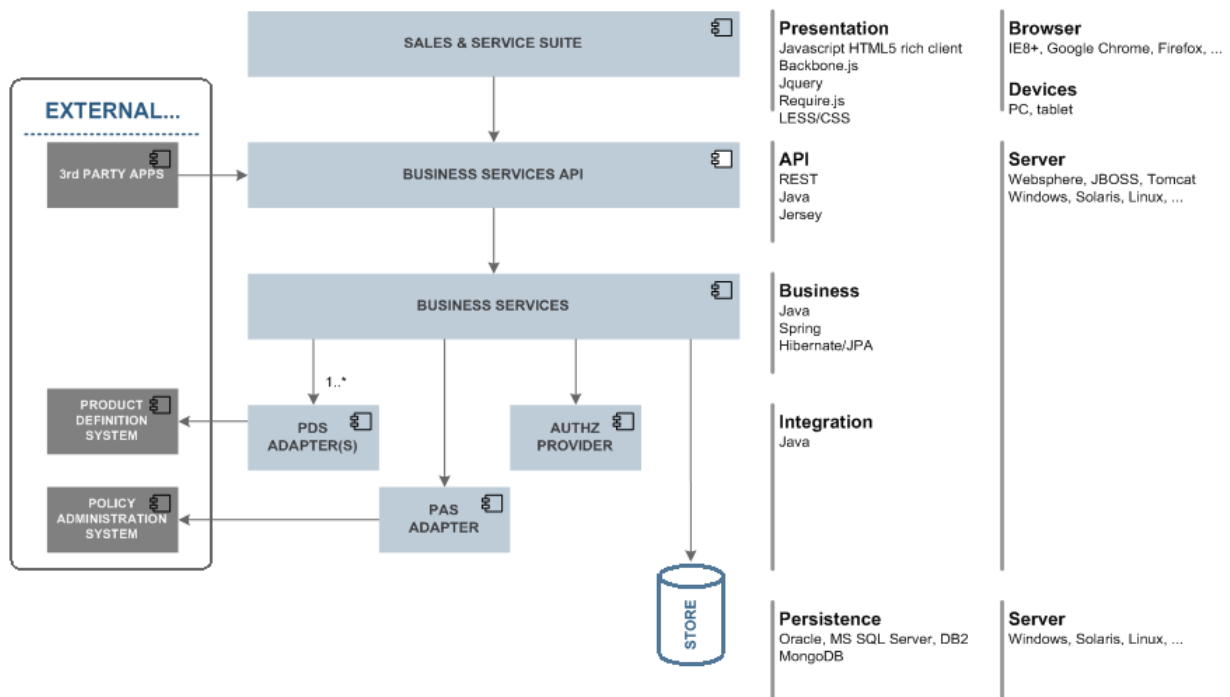 SALES & SERVICE SUITE
Presentation
Javascript HTML5 rich client
Backbone.js
Jquery
Require.js
LESS/CSS
Browser
IE8+, Google Chrome, Firefox, ...
Devices
PC, tablet
EXTERNAL...
3rd PARTY APPS
BUSINESS SERVICES API
API
REST
Java
Jersey
Server
Websphere, JBOSS, Tomcat
Windows, Solaris, Linux, ...
BUSINESS SERVICES
Business
Java
Spring
Hibernate/JPA
1..*
PRODUCT
DEFINITION
SYSTEM
PDS
ADAPTER(S)
AUTHZ
PROVIDER
Integration
Java
POLICY
ADMINISTRATION
SYSTEM
PAS
ADAPTER
STORE
Persistence
Oracle, MS SQL Server, DB2
MongoDB
Server
Windows, Solaris, Linux, ...